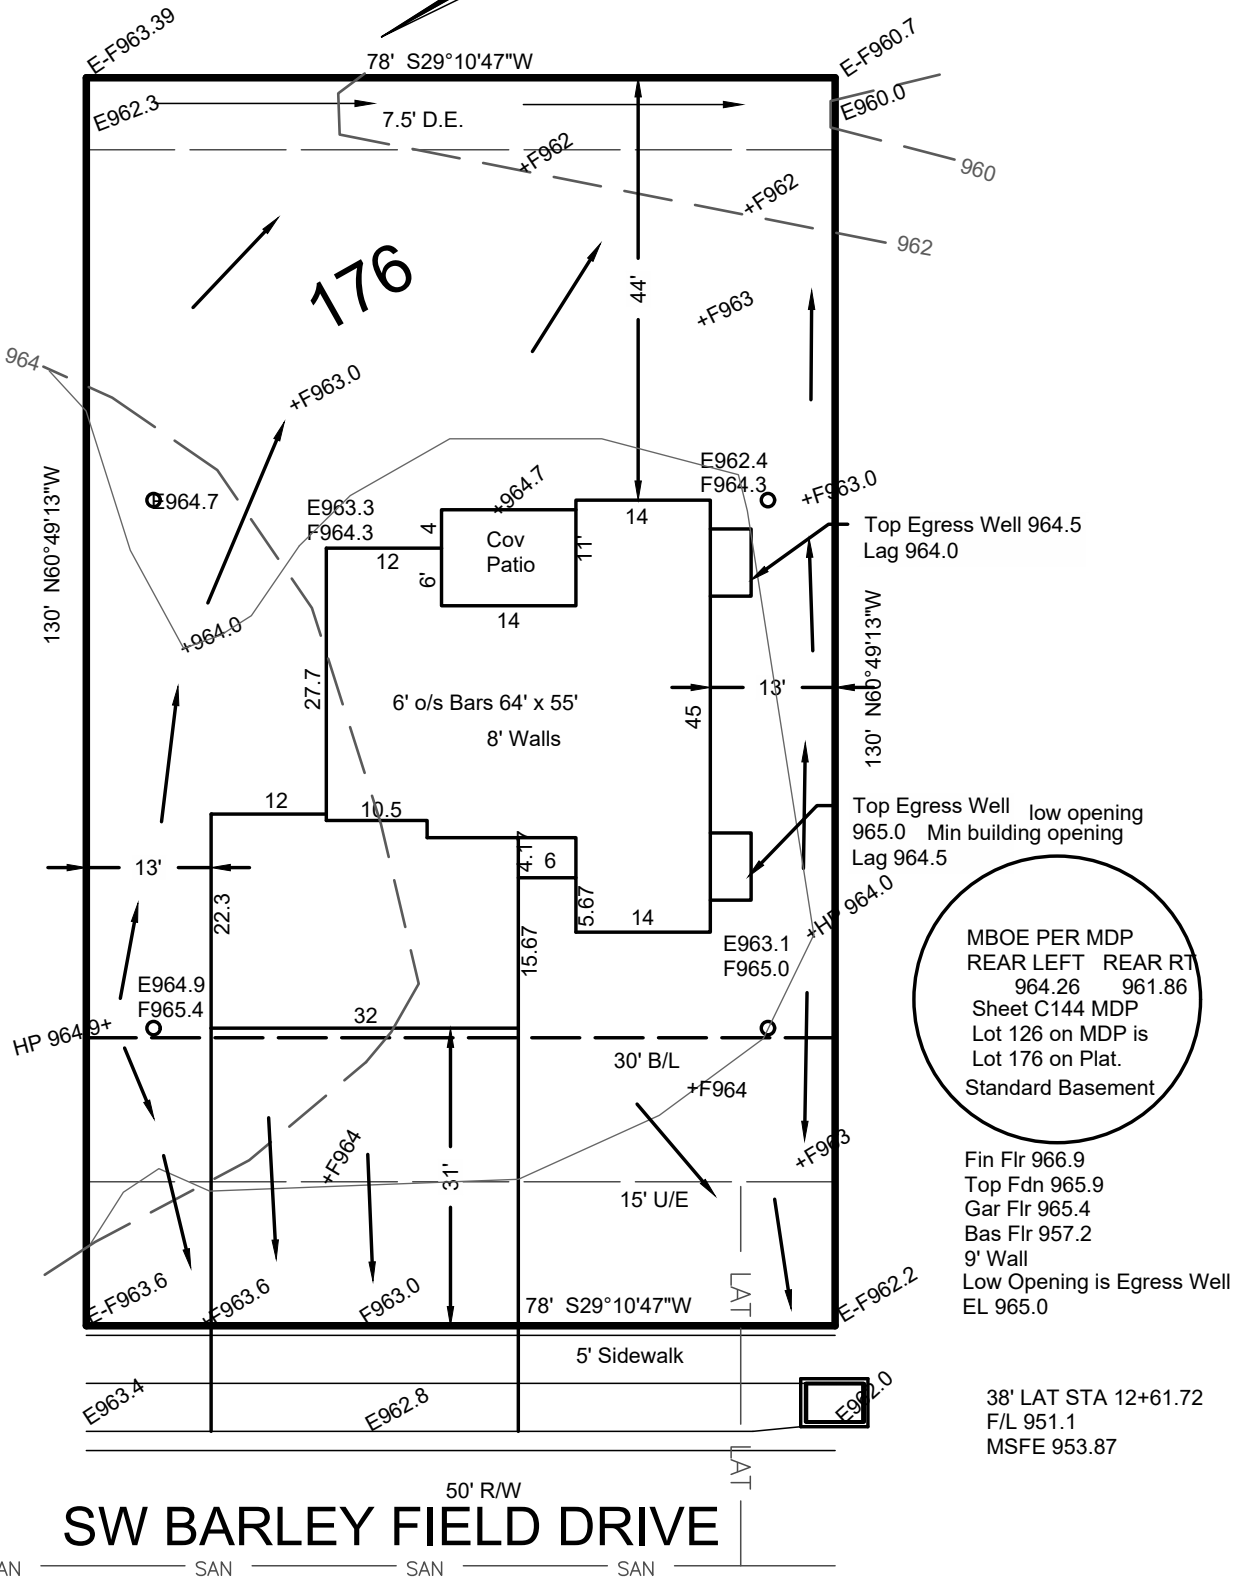 E-F963.39
78' S29°10'47"W
E-F960.7
E962.3
7.5' D.E.
E960.0
+F962
960
+F962
962
176
44'
+F963
964
+F963.0
130' N60°49'13"W
E964.7
E963.3
F964.3
+964.7
E962.4
F964.3
+F963.0
4
Cov
Patio
11'
14
12
6'
14
Top Egress Well 964.5
Lag 964.0
+964.0
27.7
6' o/s Bars 64' x 55'
8' Walls
45
13'
130' N60°49'13"W
12
10.5
4.17
6
Top Egress Well low opening
965.0 Min building opening
Lag 964.5
13'
22.3
15.67
5.67
14
+HP 964.0
E963.1
F965.0
MBOE PER MDP
REAR LEFT REAR RT
964.26 961.86
Sheet C144 MDP
Lot 126 on MDP is
Lot 176 on Plat.
Standard Basement
E964.9
F965.4
HP 964.9+
32
30' B/L
+F964
+F964
31'
+F963
15' U/E
Fin Flr 966.9
Top Fdn 965.9
Gar Flr 965.4
Bas Flr 957.2
9' Wall
Low Opening is Egress Well
EL 965.0
E-F963.6
+F963.6
F963.0
78' S29°10'47"W
LAT
E-F962.2
5' Sidewalk
E963.4
E962.8
E962.0
38' LAT STA 12+61.72
F/L 951.1
MSFE 953.87
LAT
50' R/W
SW BARLEY FIELD DRIVE
SAN SAN SAN